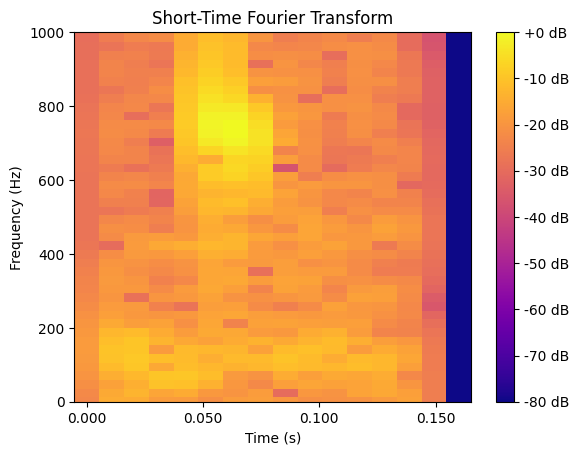 Short-Time Fourier Transform
1000
800
600
400
200
0
Frequency (Hz)
0.000
0.050
0.100
0.150
Time (s)
+0 dB
-10 dB
-20 dB
-30 dB
-40 dB
-50 dB
-60 dB
-70 dB
-80 dB